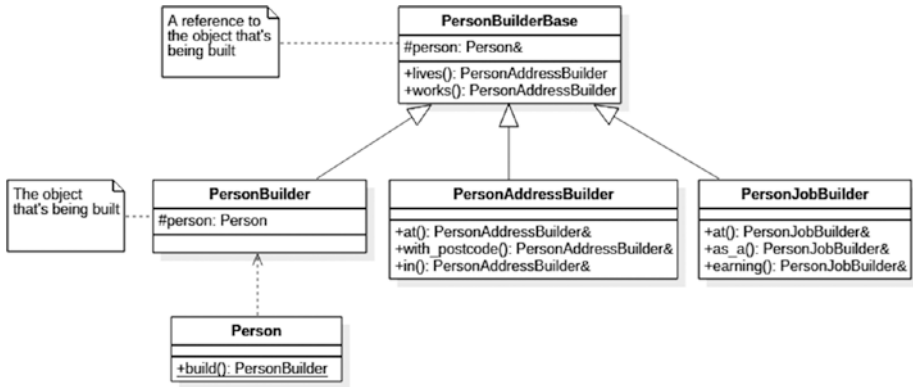 A reference to
the object that's
being built
PersonBuilderBase
#person: Person&
+lives(): PersonAddressBuilder
+works(): PersonAddressBuilder
The object
that's being built
PersonBuilder
#person: Person
PersonAddressBuilder
+at(): PersonAddressBuilder&
+with_postcode(): PersonAddressBuilder&
+in(): PersonAddressBuilder&
PersonJobBuilder
+at(): PersonJobBuilder&
+as_a(): PersonJobBuilder&
+earning(): PersonJobBuilder&
Person
+build(): PersonBuilder